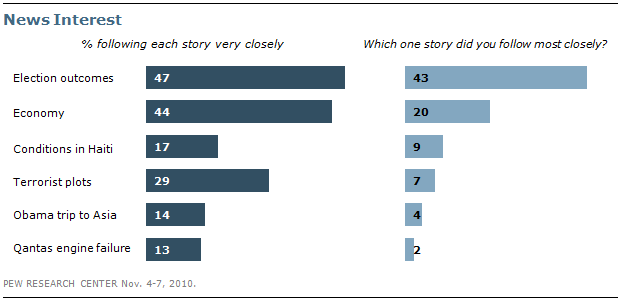 News Interest
% following each story very closely Which one story did you follow most closely?
Election outcomes 47 43
Economy 44 20
Conditions in Haiti 17 9
Terrorist plots 29 7
Obama trip to Asia 14 4
Qantas engine failure 13 2
PEW RESEARCH CENTER Nov. 4-7, 2010.